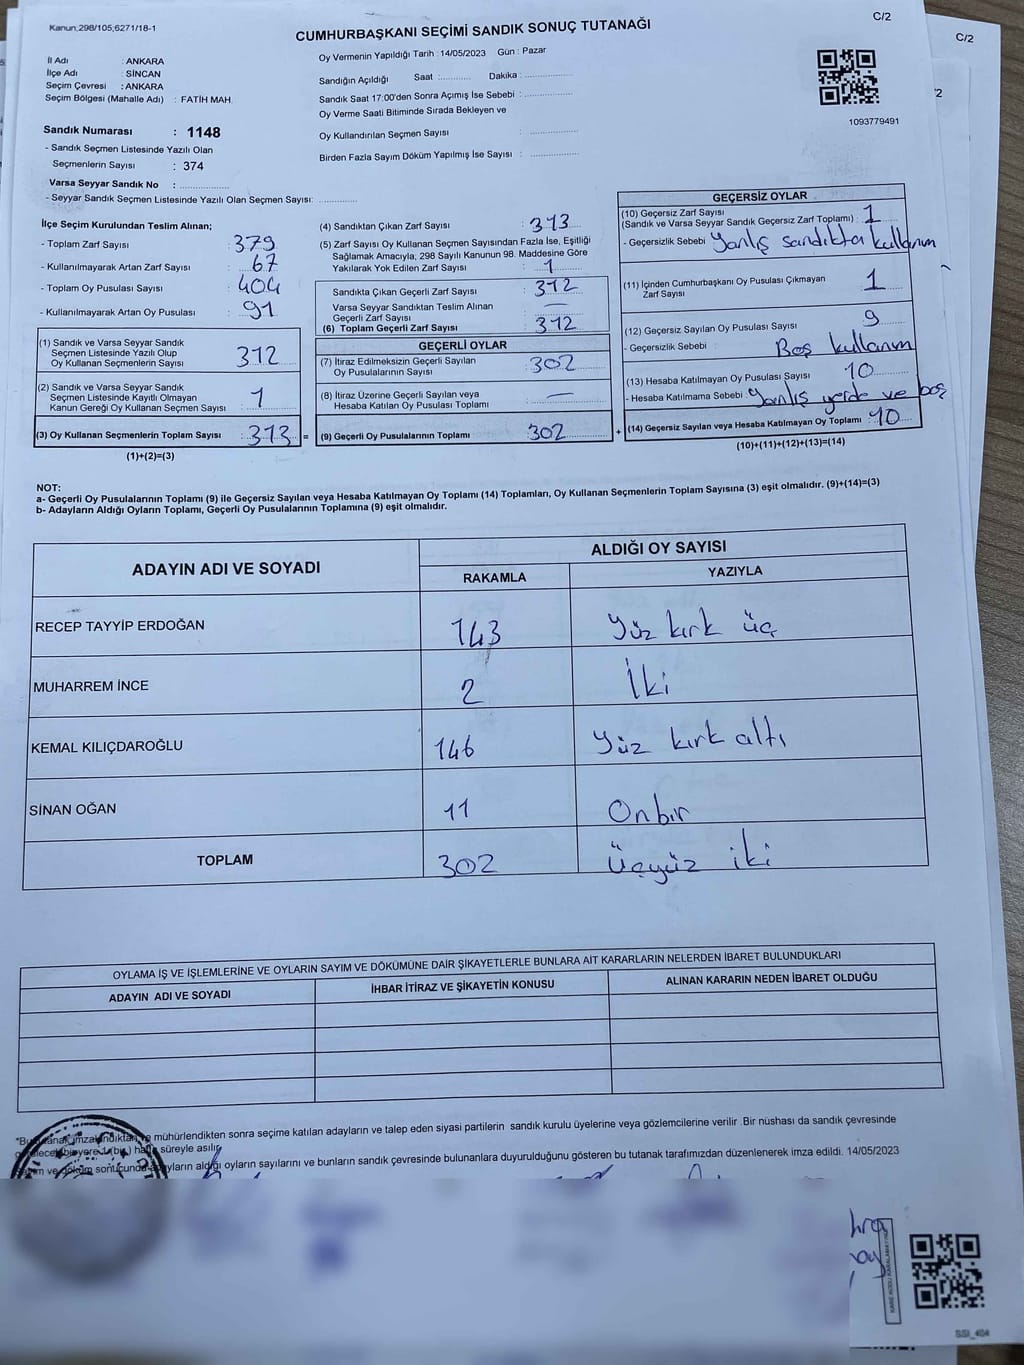 Kanun;298/105;6271/18-1
CUMHURBAŞKANI SEÇİMİ SANDIK SONUÇ TUTANAĞI
C/2
C/2
İl Adı : ANKARA
İlçe Adı : SİNCAN
Seçim Çevresi : ANKARA
Seçim Bölgesi (Mahalle Adı) : FATİH MAH.
Sandık Numarası : 1148
- Sandık Seçmen Listesinde Yazılı Olan
Seçmenlerin Sayısı : 374
Varsa Seyyar Sandık No : ..................
- Seyyar Sandık Seçmen Listesinde Yazılı Olan Seçmen Sayısı: ..............
Oy Vermenin Yapıldığı Tarih : 14/05/2023 Gün : Pazar
Sandığın Açıldığı Saat : ............ Dakika : ..................
Sandık Saat 17:00'den Sonra Açımış İse Sebebi : ..................
Oy Verme Saati Bitiminde Sırada Bekleyen ve
Oy Kullandırılan Seçmen Sayısı : ..................
Birden Fazla Sayım Döküm Yapılmış İse Sayısı : ..................
1093779491
İlçe Seçim Kurulundan Teslim Alınan;
- Toplam Zarf Sayısı : 379
- Kullanılmayarak Artan Zarf Sayısı : 67
- Toplam Oy Pusulası Sayısı : 404
- Kullanılmayarak Artan Oy Pusulası : 91
(1) Sandık ve Varsa Seyyar Sandık
Seçmen Listesinde Yazılı Olup
Oy Kullanan Seçmenlerin Sayısı : 312
(2) Sandık ve Varsa Seyyar Sandık
Seçmen Listesinde Kayıtlı Olmayan
Kanun Gereği Oy Kullanan Seçmen Sayısı : 1
(3) Oy Kullanan Seçmenlerin Toplam Sayısı : 313 =
(1)+(2)=(3)
(4) Sandıktan Çıkan Zarf Sayısı : 313
(5) Zarf Sayısı Oy Kullanan Seçmen Sayısından Fazla İse, Eşitliği
Sağlamak Amacıyla, 298 Sayılı Kanunun 98. Maddesine Göre
Yakılarak Yok Edilen Zarf Sayısı : 1
Sandıkta Çıkan Geçerli Zarf Sayısı : 312
Varsa Seyyar Sandıktan Teslim Alınan
Geçerli Zarf Sayısı : —
(6) Toplam Geçerli Zarf Sayısı : 312
GEÇERLİ OYLAR
(7) İtiraz Edilmeksizin Geçerli Sayılan
Oy Pusulalarının Sayısı : 302
(8) İtiraz Üzerine Geçerli Sayılan veya
Hesaba Katılan Oy Pusulaları Toplamı : —
(9) Geçerli Oy Pusulalarının Toplamı : 302 +
GEÇERSİZ OYLAR
(10) Geçersiz Zarf Sayısı
(Sandık ve Varsa Seyyar Sandık Geçersiz Zarf Toplamı) : 1
- Geçersizlik Sebebi : Yanlış sandıkta kullanım
(11) İçinden Cumhurbaşkanı Oy Pusulası Çıkmayan
Zarf Sayısı : 1
(12) Geçersiz Sayılan Oy Pusulası Sayısı : 9
- Geçersizlik Sebebi : Boş kullanım
(13) Hesaba Katılmayan Oy Pusulası Sayısı : 10
- Hesaba Katılmama Sebebi : Yanlış yerde ve boş
(14) Geçersiz Sayılan veya Hesaba Katılmayan Oy Toplamı : 10
(10)+(11)+(12)+(13)=(14)
NOT:
a- Geçerli Oy Pusulalarının Toplamı (9) ile Geçersiz Sayılan veya Hesaba Katılmayan Oy Toplamı (14) Toplamları, Oy Kullanan Seçmenlerin Toplam Sayısına (3) eşit olmalıdır. (9)+(14)=(3)
b- Adayların Aldığı Oyların Toplamı, Geçerli Oy Pusulalarının Toplamına (9) eşit olmalıdır.
ADAYIN ADI VE SOYADI
ALDIĞI OY SAYISI
RAKAMLA YAZIYLA
RECEP TAYYİP ERDOĞAN 143 Yüz kırk üç
MUHARREM İNCE 2 İki
KEMAL KILIÇDAROĞLU 146 Yüz kırk altı
SİNAN OĞAN 11 Onbir
TOPLAM 302 Üçyüz iki
OYLAMA İŞ VE İŞLEMLERİNE VE OYLARIN SAYIM VE DÖKÜMÜNE DAİR ŞİKAYETLERLE BUNLARA AİT KARARLARIN NELERDEN İBARET BULUNDUKLARI
ADAYIN ADI VE SOYADI İHBAR İTİRAZ VE ŞİKAYETİN KONUSU ALINAN KARARIN NEDEN İBARET OLDUĞU
mühürlendikten sonra seçime katılan adayların ve talep eden siyasi partilerin sandık kurulu üyelerine veya gözlemcilerine verilir .Bir nüshası da sandık çevresinde
1 (bir) hafta süreyle asılır.
ve döküm sonucunda adayların aldığı oyların sayılarını ve bunların sandık çevresinde bulunanlara duyurulduğunu gösteren bu tutanak tarafımızdan düzenlenerek imza edildi. 14/05/2023
SSI_404